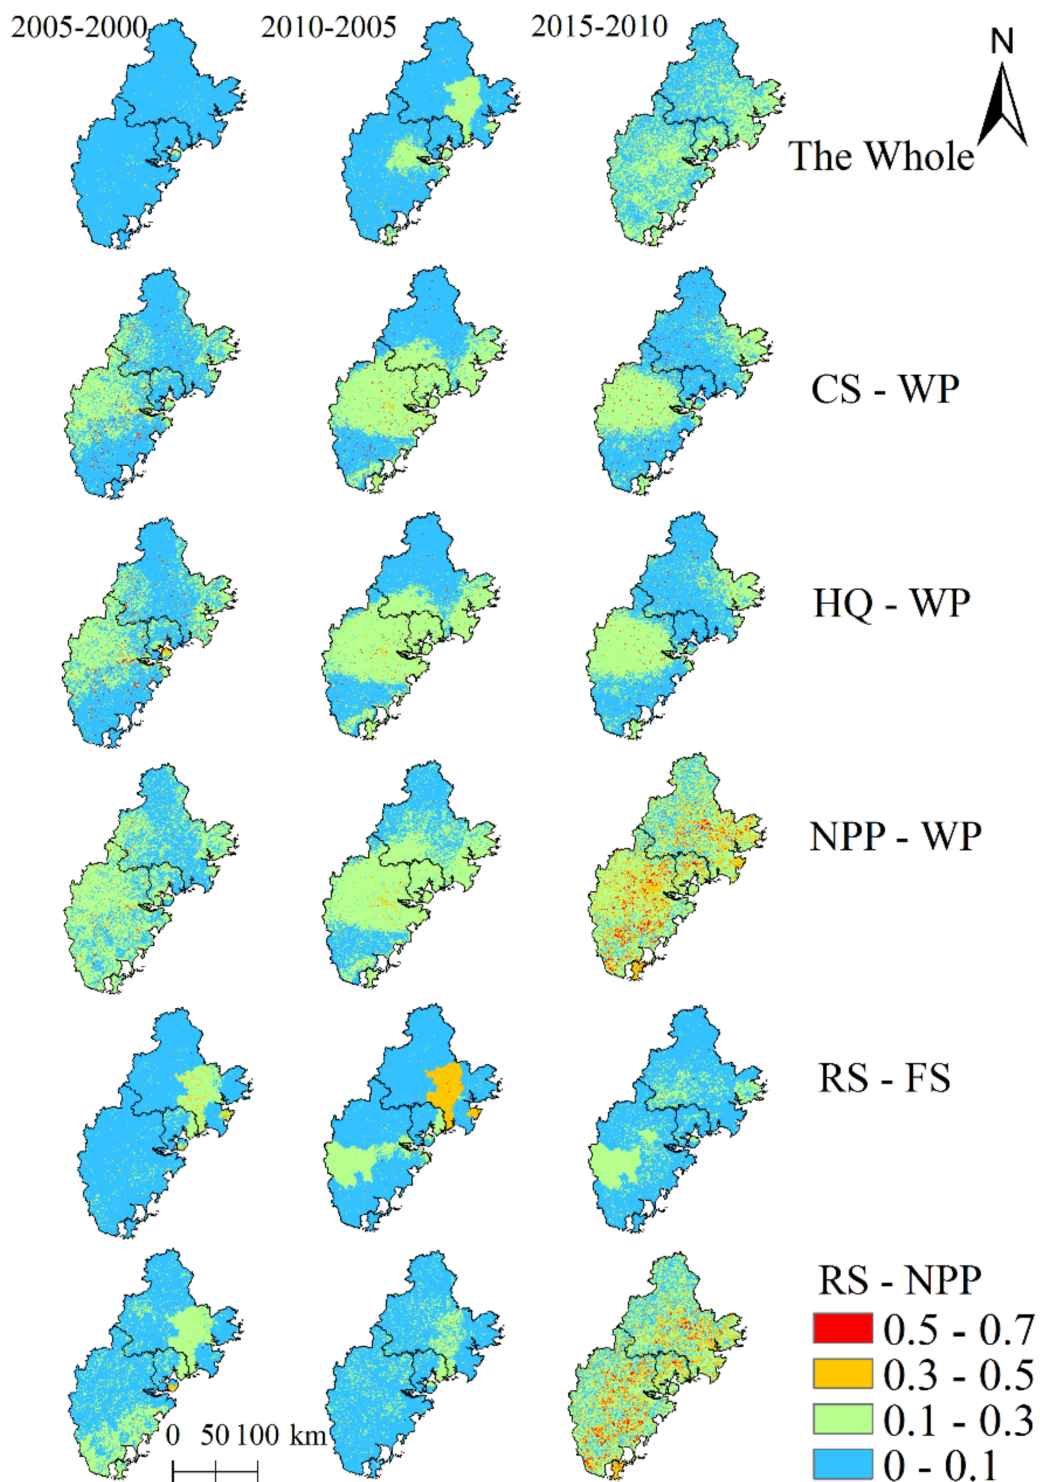 2005-2000 2010-2005 2015-2010
N
The Whole
CS - WP
HQ - WP
NPP - WP
RS - FS
RS - NPP
0.5 - 0.7
0.3 - 0.5
0.1 - 0.3
0 - 0.1
0 50 100 km